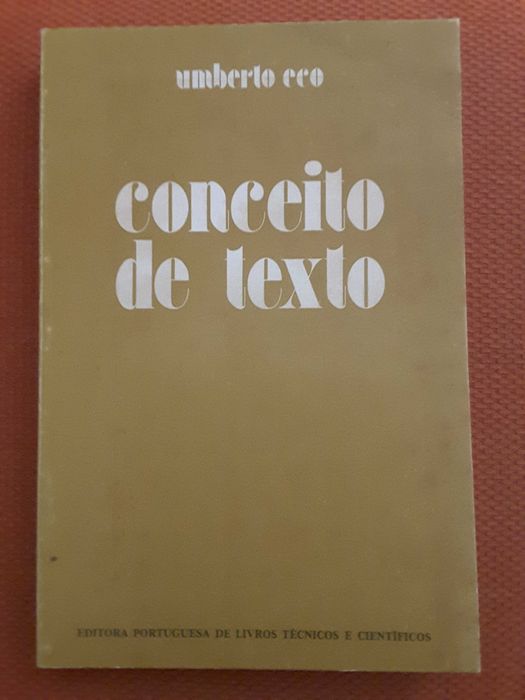 umberto eco
conceito
de texto
EDITORA PORTUGUESA DE LIVROS TÉCNICOS E CIENTÍFICOS